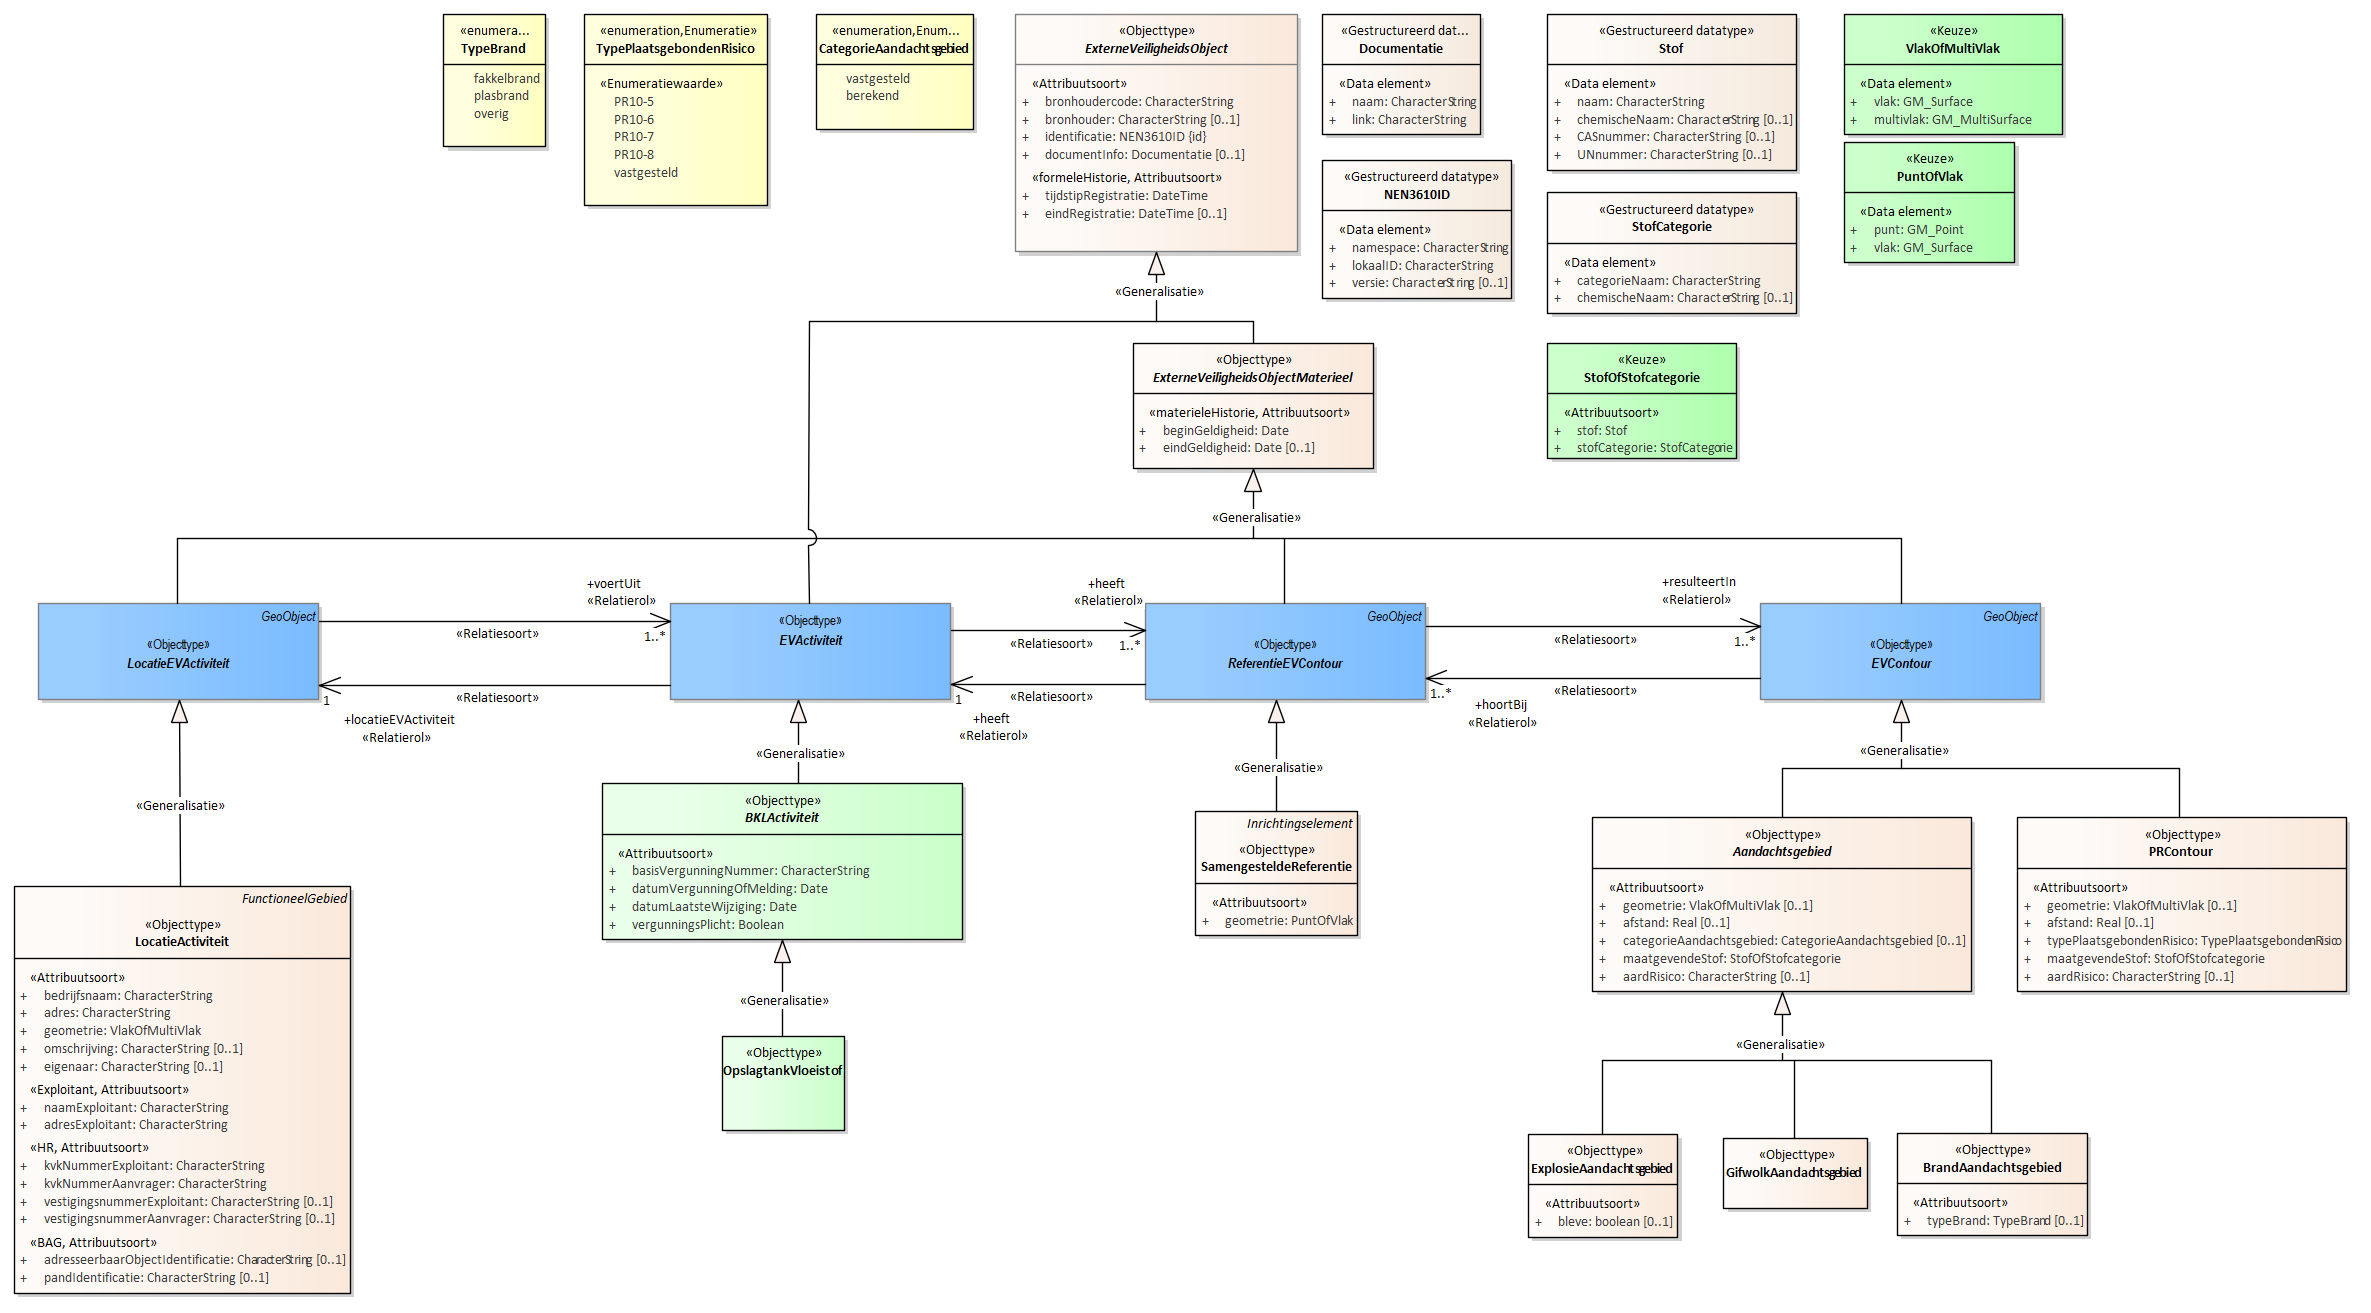 «enumera...
TypeBrand
fakkelbrand
plasbrand
overig
«enumeration,Enumeratie»
TypePlaatsgebondenRisico
«Enumeratiewaarde»
PR10-5
PR10-6
PR10-7
PR10-8
vastgesteld
«enumeration,Enum...
CategorieAandachtsgebied
vastgesteld
berekend
«Objecttype»
ExterneVeiligheidsObject
«Attribuutsoort»
+ bronhoudercode: CharacterString
+ bronhouder: CharacterString [0..1]
+ identificatie: NEN3610ID {id}
+ documentInfo: Documentatie [0..1]
«formeleHistorie, Attribuutsoort»
+ tijdstipRegistratie: DateTime
+ eindRegistratie: DateTime [0..1]
«Gestructureerd dat...
Documentatie
«Data element»
+ naam: CharacterString
+ link: CharacterString
«Gestructureerd datatype»
NEN3610ID
«Data element»
+ namespace: CharacterString
+ lokaalID: CharacterString
+ versie: CharacterString [0..1]
«Gestructureerd datatype»
Stof
«Data element»
+ naam: CharacterString
+ chemischeNaam: CharacterString [0..1]
+ CASnummer: CharacterString [0..1]
+ UNnummer: CharacterString [0..1]
«Gestructureerd datatype»
StofCategorie
«Data element»
+ categorieNaam: CharacterString
+ chemischeNaam: CharacterString [0..1]
«Keuze»
VlakOfMultiVlak
«Data element»
+ vlak: GM_Surface
+ multivlak: GM_MultiSurface
«Keuze»
PuntOfVlak
«Data element»
+ punt: GM_Point
+ vlak: GM_Surface
«Generalisatie»
«Objecttype»
ExterneVeiligheidsObjectMaterieel
«materieleHistorie, Attribuutsoort»
+ beginGeldigheid: Date
+ eindGeldigheid: Date [0..1]
«Keuze»
StofOfStofcategorie
«Attribuutsoort»
+ stof: Stof
+ stofCategorie: StofCategorie
«Generalisatie»
GeoObject
«Objecttype»
LocatieEVActiviteit
+voertUit
«Relatierol»
1..*
«Relatiesoort»
«Relatiesoort»
1
+locatieEVActiviteit
«Relatierol»
«Objecttype»
EVActiviteit
+heeft
«Relatierol»
1..*
«Relatiesoort»
«Relatiesoort»
1
+heeft
«Relatierol»
GeoObject
«Objecttype»
ReferentieEVContour
+resulteertIn
«Relatierol»
1..*
«Relatiesoort»
«Relatiesoort»
1..*
+hoortBij
«Relatierol»
GeoObject
«Objecttype»
EVContour
«Generalisatie»
«Generalisatie»
«Generalisatie»
«Generalisatie»
FunctioneelGebied
«Objecttype»
LocatieActiviteit
«Attribuutsoort»
+ bedrijfsnaam: CharacterString
+ adres: CharacterString
+ geometrie: VlakOfMultiVlak
+ omschrijving: CharacterString [0..1]
+ eigenaar: CharacterString [0..1]
«Exploitant, Attribuutsoort»
+ naamExploitant: CharacterString
+ adresExploitant: CharacterString
«HR, Attribuutsoort»
+ kvkNummerExploitant: CharacterString
+ kvkNummerAanvrager: CharacterString
+ vestigingsnummerExploitant: CharacterString [0..1]
+ vestigingsnummerAanvrager: CharacterString [0..1]
«BAG, Attribuutsoort»
+ adresseerbaarObjectIdentificatie: CharacterString [0..1]
+ pandIdentificatie: CharacterString [0..1]
«Objecttype»
BKLActiviteit
«Attribuutsoort»
+ basisVergunningNummer: CharacterString
+ datumVergunningOfMelding: Date
+ datumLaatsteWijziging: Date
+ vergunningsPlicht: Boolean
«Generalisatie»
«Objecttype»
OpslagtankVloeistof
Inrichtingselement
«Objecttype»
SamengesteldeReferentie
«Attribuutsoort»
+ geometrie: PuntOfVlak
«Objecttype»
Aandachtsgebied
«Attribuutsoort»
+ geometrie: VlakOfMultiVlak [0..1]
+ afstand: Real [0..1]
+ categorieAandachtsgebied: CategorieAandachtsgebied [0..1]
+ maatgevendeStof: StofOfStofcategorie
+ aardRisico: CharacterString [0..1]
«Objecttype»
PRContour
«Attribuutsoort»
+ geometrie: VlakOfMultiVlak [0..1]
+ afstand: Real [0..1]
+ typePlaatsgebondenRisico: TypePlaatsgebondenRisico
+ maatgevendeStof: StofOfStofcategorie
+ aardRisico: CharacterString [0..1]
«Generalisatie»
«Objecttype»
ExplosieAandachtsgebied
«Attribuutsoort»
+ bleve: boolean [0..1]
«Objecttype»
GifwolkAandachtsgebied
«Objecttype»
BrandAandachtsgebied
«Attribuutsoort»
+ typeBrand: TypeBrand [0..1]